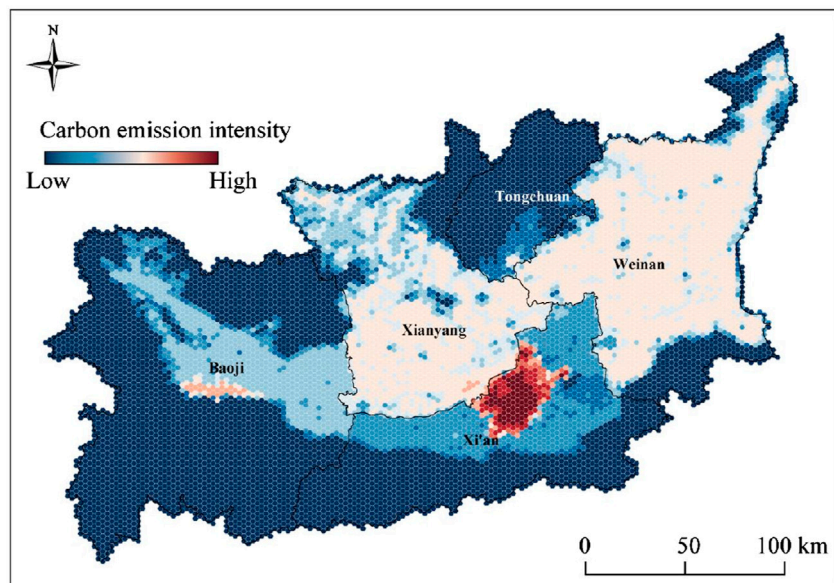 N
Carbon emission intensity
Low High
Tongchuan
Weinan
Xianyang
Baoji
Xi'an
0 50 100 km